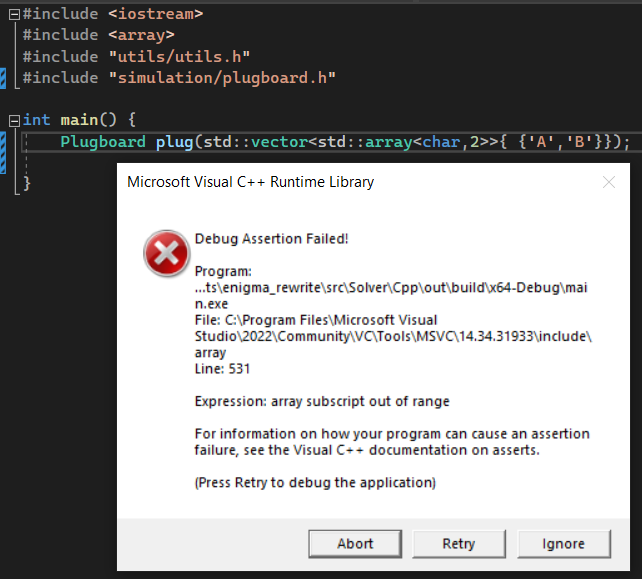 #include <iostream>
#include <array>
#include "utils/utils.h"
#include "simulation/plugboard.h"
int main() {
Plugboard plug(std::vector<std::array<char,2>>{ {'A','B'}});
}
Microsoft Visual C++ Runtime Library
Debug Assertion Failed!
Program:
...ts\enigma_rewrite\src\Solver\Cpp\out\build\x64-Debug\mai
n.exe
File: C:\Program Files\Microsoft Visual
Studio\2022\Community\VC\Tools\MSVC\14.34.31933\include\
array
Line: 531
Expression: array subscript out of range
For information on how your program can cause an assertion
failure, see the Visual C++ documentation on asserts.
(Press Retry to debug the application)
Abort
Retry
Ignore